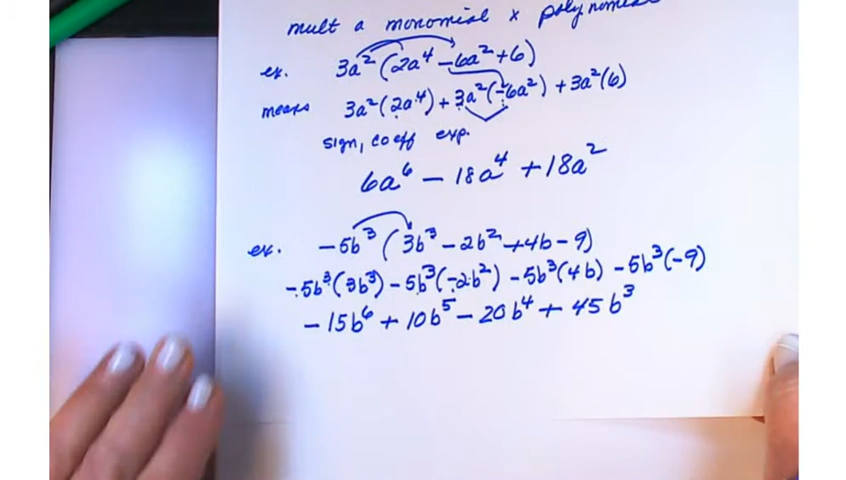 mult a monomial x polynomial
ex. 3a²(2a⁴ - 6a² + 6)
means 3a²(2a⁴) + 3a²(-6a²) + 3a²(6)
sign, coeff exp.
6a⁶ - 18a⁴ + 18a²
ex. -5b³(3b³ - 2b² + 4b - 9)
-5b³(3b³) - 5b³(-2b²) - 5b³(4b) - 5b³(-9)
-15b⁶ + 10b⁵ - 20b⁴ + 45b³